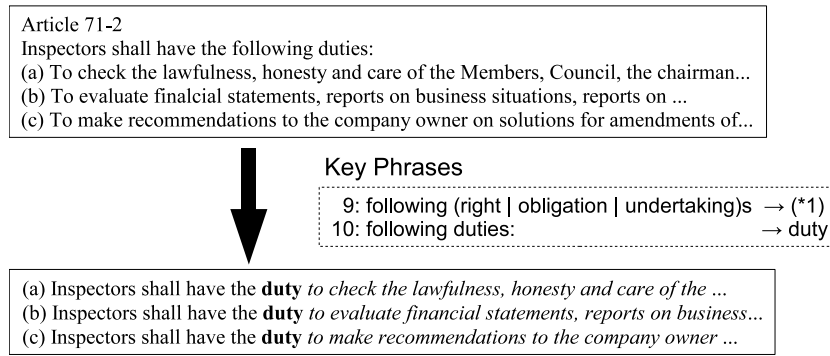 Article 71-2
Inspectors shall have the following duties:
(a) To check the lawfulness, honesty and care of the Members, Council, the chairman...
(b) To evaluate finalcial statements, reports on business situations, reports on ...
(c) To make recommendations to the company owner on solutions for amendments of...
Key Phrases
9: following (right | obligation | undertaking)s → (*1)
10: following duties: → duty
(a) Inspectors shall have the duty to check the lawfulness, honesty and care of the ...
(b) Inspectors shall have the duty to evaluate financial statements, reports on business...
(c) Inspectors shall have the duty to make recommendations to the company owner ...